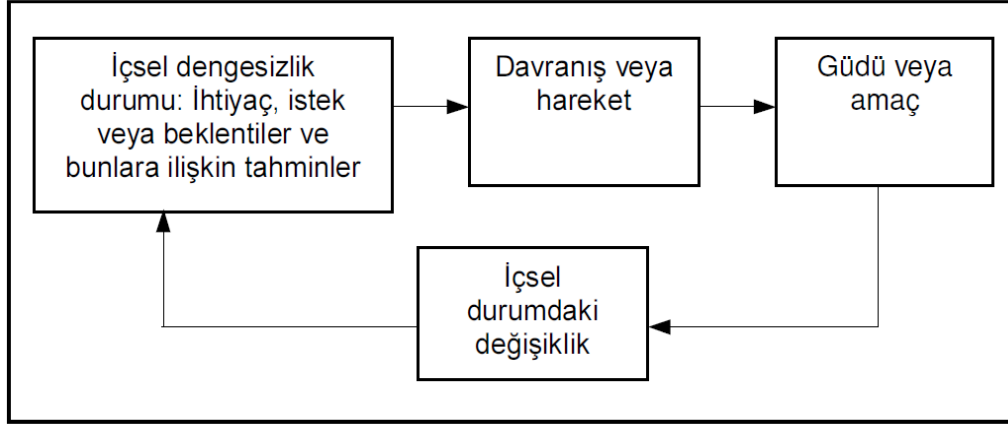 İçsel dengesizlik
durumu: İhtiyaç, istek
veya beklentiler ve
bunlara ilişkin tahminler
Davranış veya
hareket
Güdü veya
amaç
İçsel
durumdaki
değişiklik